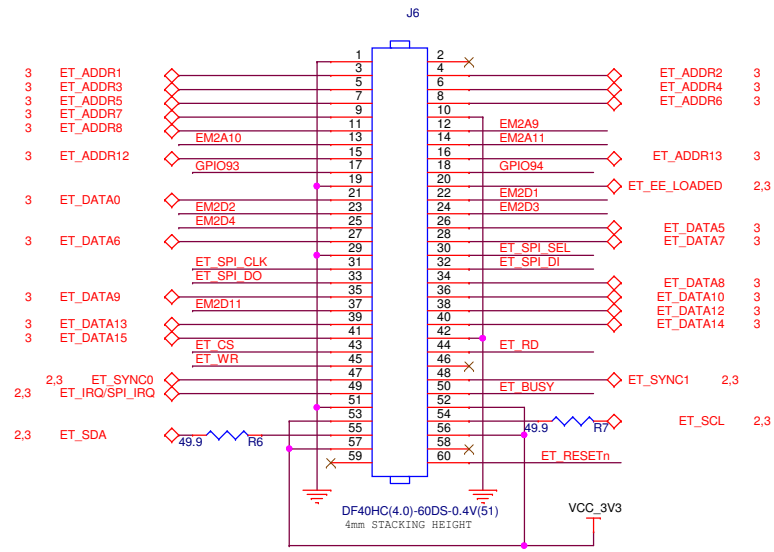 J6
1 2
3 ET_ADDR1 3 4 ET_ADDR2 3
3 ET_ADDR3 5 6 ET_ADDR4 3
3 ET_ADDR5 7 8 ET_ADDR6 3
3 ET_ADDR7 9 10
3 ET_ADDR8 11 12 EM2A9
EM2A10 13 14 EM2A11
3 ET_ADDR12 15 16 ET_ADDR13 3
GPIO93 17 18 GPIO94
19 20 ET_EE_LOADED 2,3
3 ET_DATA0 21 22 EM2D1
EM2D2 23 24 EM2D3
EM2D4 25 26 ET_DATA5 3
3 ET_DATA6 27 28 ET_DATA7 3
29 30 ET_SPI_SEL
ET_SPI_CLK 31 32 ET_SPI_DI
ET_SPI_DO 33 34 ET_DATA8 3
3 ET_DATA9 35 36 ET_DATA10 3
EM2D11 37 38 ET_DATA12 3
3 ET_DATA13 39 40 ET_DATA14 3
3 ET_DATA15 41 42
ET_CS 43 44 ET_RD
ET_WR 45 46
2,3 ET_SYNC0 47 48 ET_SYNC1 2,3
2,3 ET_IRQ/SPI_IRQ 49 50 ET_BUSY
51 52
53 54 49.9 R7 ET_SCL 2,3
2,3 ET_SDA 49.9 R6 55 56
57 58
59 60 ET_RESETn
DF40HC(4.0)-60DS-0.4V(51)
4mm STACKING HEIGHT
VCC_3V3